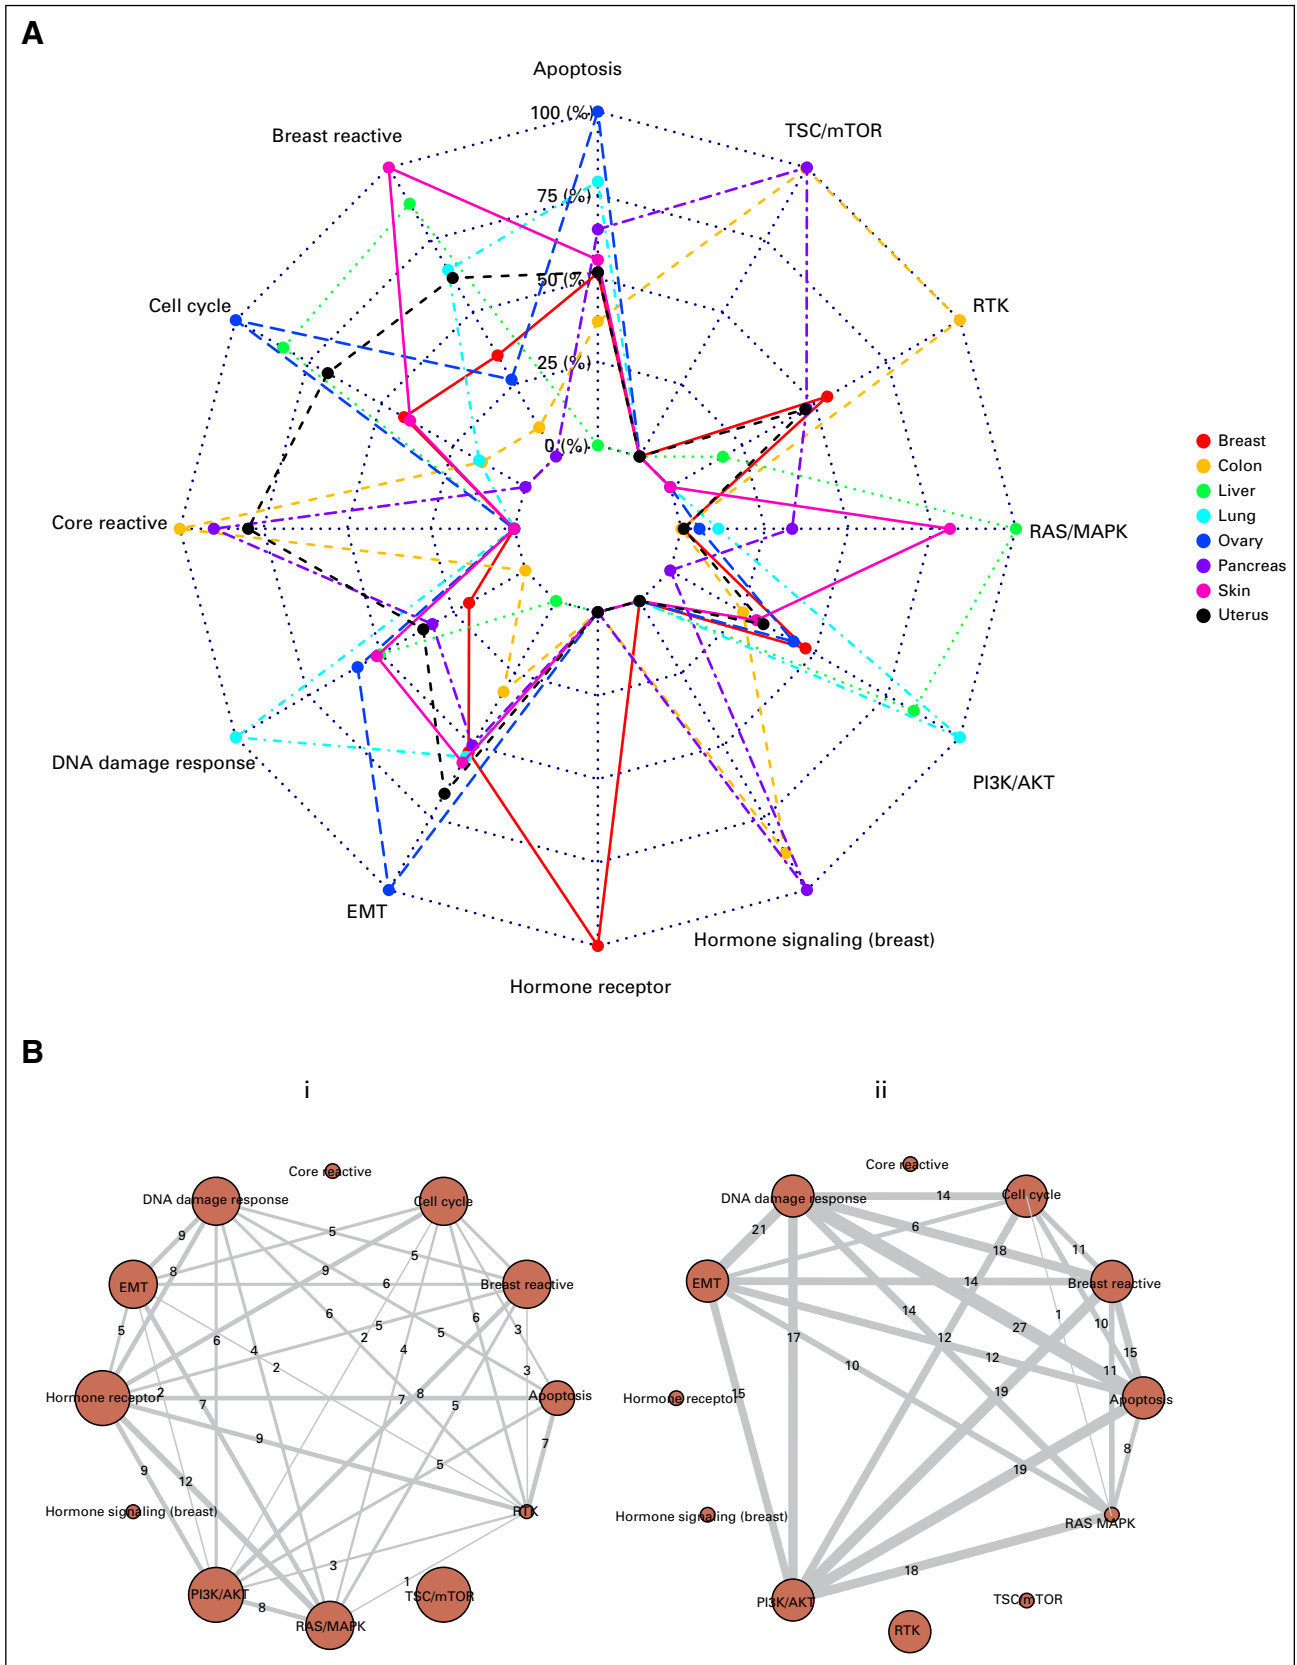 A
Apoptosis
100 (%)
TSC/mTOR
Breast reactive
75 (%)
50 (%)
Cell cycle
RTK
25 (%)
0 (%)
Core reactive
RAS/MAPK
Breast
Colon
Liver
Lung
Ovary
Pancreas
Skin
Uterus
DNA damage response
PI3K/AKT
EMT
Hormone signaling (breast)
Hormone receptor
B
i
Core reactive
DNA damage response
Cell cycle
9
5
5
8
9
EMT
6
Breast reactive
6
6
5
5
2
5
3
6
4
4
2
3
Hormone receptor
2
7
8
Apoptosis
7
5
9
7
9
12
5
Hormone signaling (breast)
RTK
3
1
PI3K/AKT
8
TSC/mTOR
RAS/MAPK
ii
Core reactive
DNA damage response
14
Cell cycle
21
6
18
11
EMT
14
Breast reactive
14
1
10
17
27
12
15
10
12
11
Hormone receptor
15
19
Apoptosis
8
19
Hormone signaling (breast)
RAS MAPK
18
PI3K/AKT
TSC/mTOR
RTK